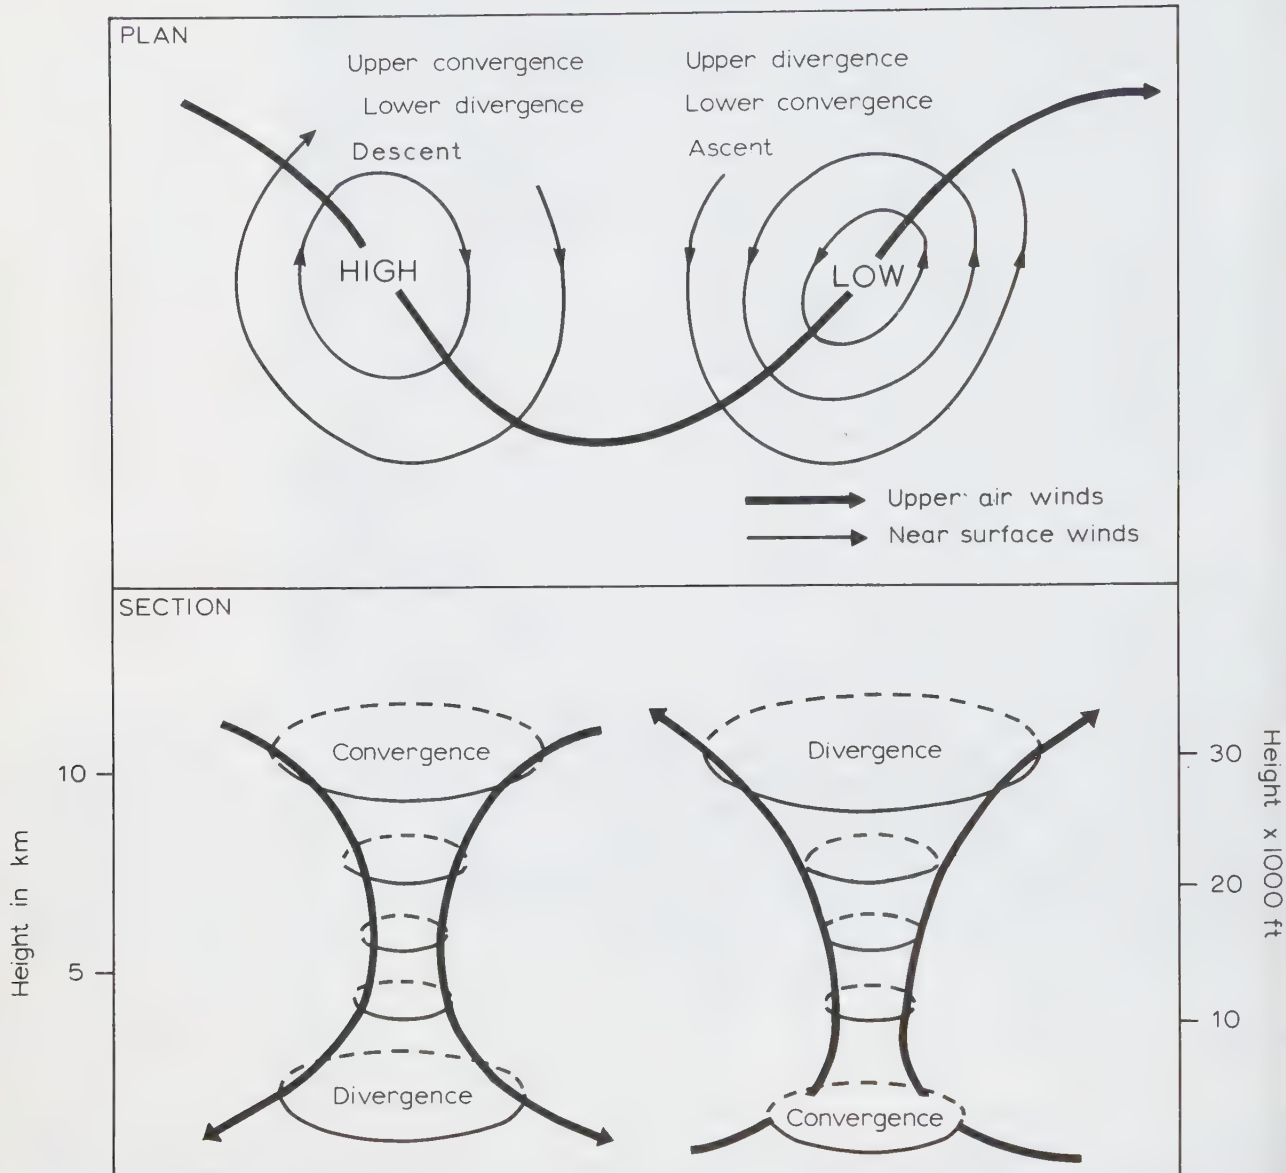 PLAN
Upper convergence
Lower divergence
Descent
Upper divergence
Lower convergence
Ascent
HIGH
LOW
Upper air winds
Near surface winds
SECTION
Convergence
Divergence
10
5
Height in km
30
20
10
Height x 1000 ft
Divergence
Convergence